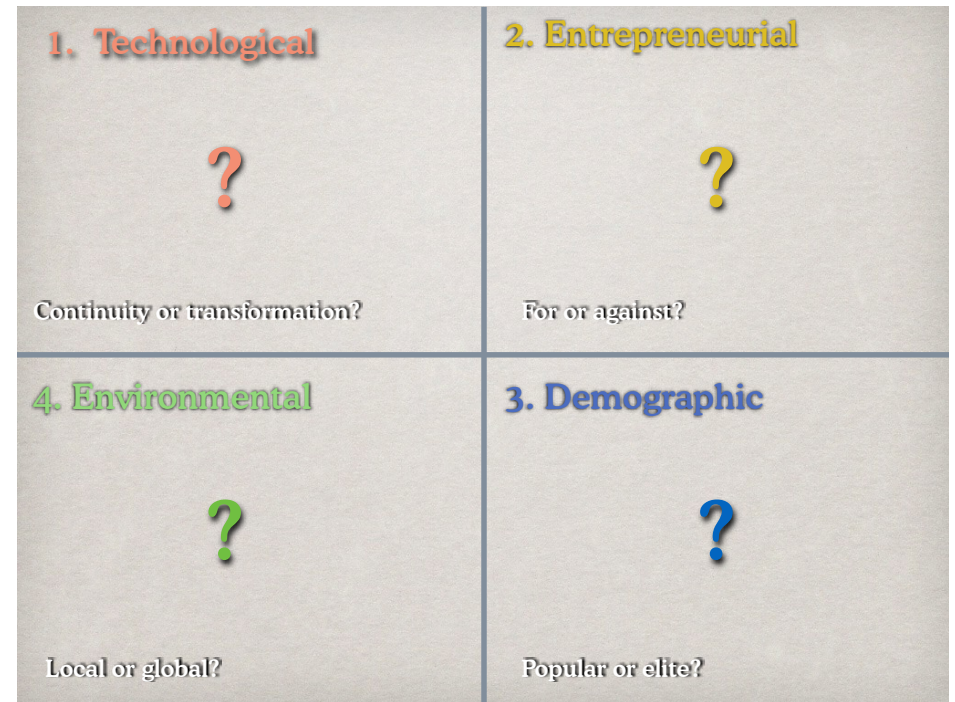 1. Technological
?
Continuity or transformation?
2. Entrepreneurial
?
For or against?
4. Environmental
?
Local or global?
3. Demographic
?
Popular or elite?